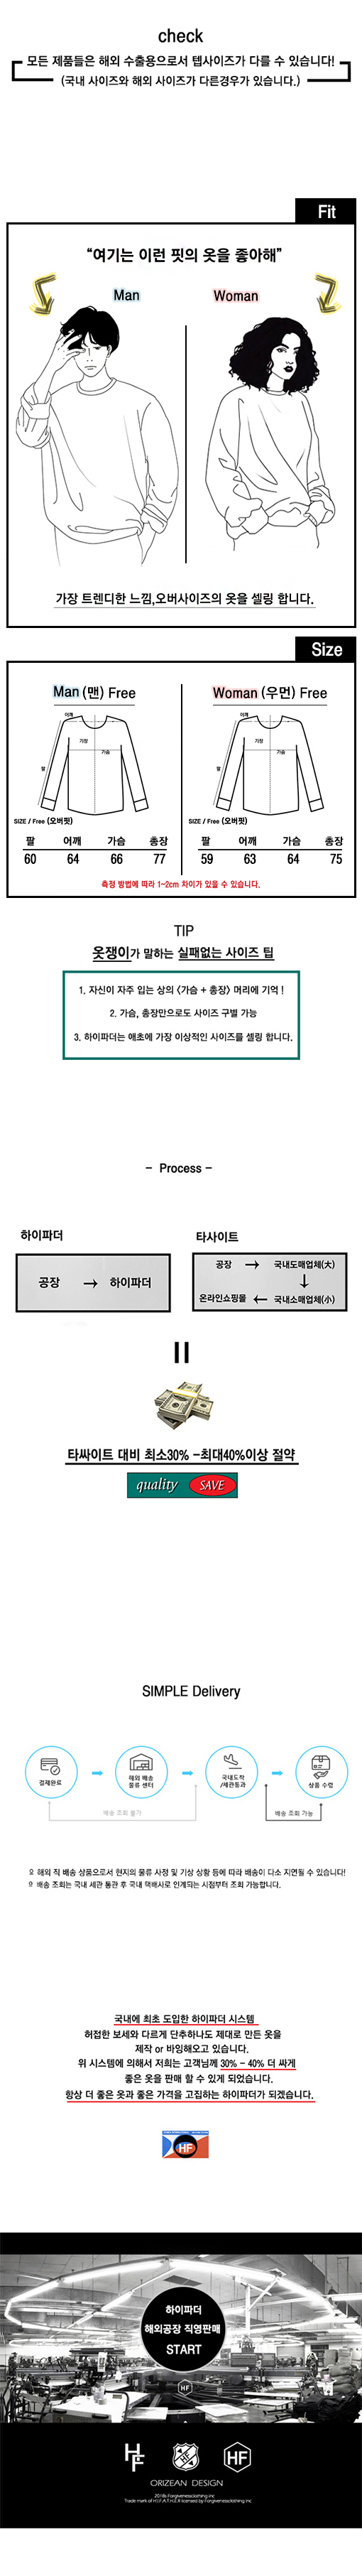 check
모든 제품들은 해외 수출용으로서 텝사이즈가 다를 수 있습니다!
(국내 사이즈와 해외 사이즈가 다른경우가 있습니다.)
Fit
“여기는 이런 핏의 옷을 좋아해”
Man
Woman
가장 트렌디한 느낌,오버사이즈의 옷을 셀링 합니다.
Size
Man (맨) Free
Woman (우먼) Free
어깨
기장
가슴
팔
어깨
기장
가슴
팔
SIZE / Free (오버핏)
SIZE / Free (오버핏)
팔 어깨 가슴 총장
60 64 66 77
팔 어깨 가슴 총장
59 63 64 75
측정 방법에 따라 1~2cm 차이가 있을 수 있습니다.
TIP
옷쟁이가 말하는 실패없는 사이즈 팁
1. 자신이 자주 입는 상의 (가슴 + 총장) 머리에 기억 !
2. 가슴, 총장만으로도 사이즈 구별 가능
3. 하이파더는 애초에 가장 이상적인 사이즈를 셀링 합니다.
- Process -
하이파더
타사이트
공장 → 하이파더
공장 → 국내도매업체(大)
↓
온라인쇼핑몰 ← 국내소매업체(小)
타싸이트 대비 최소30% -최대40%이상 절약
quality SAVE
SIMPLE Delivery
결제완료
해외 배송
물류 센터
국내도착
/세관통과
상품 수령
배송 조회 불가
배송 조회 가능
오 해외 직 배송 상품으로서 현지의 물류 사정 및 기상 상황 등에 따라 배송이 다소 지연될 수 있습니다!
오 배송 조회는 국내 세관 통관 후 국내 택배사로 인계되는 시점부터 조회 가능합니다.
국내에 최초 도입한 하이파더 시스템
허접한 보세와 다르게 단추하나도 제대로 만든 옷을
제작 or 바잉해오고 있습니다.
위 시스템에 의해서 저희는 고객님께 30% - 40% 더 싸게
좋은 옷을 판매 할 수 있게 되었습니다.
항상 더 좋은 옷과 좋은 가격을 고집하는 하이파더가 되겠습니다.
HF
하이파더
해외공장 직영판매
START
HF
HF
HF
HF
ORIZEAN DESIGN
2018s Forgivenessclothing inc
Trade mark of H.I.F.A.T.H.E.R licensed by Forgivenessclothing inc